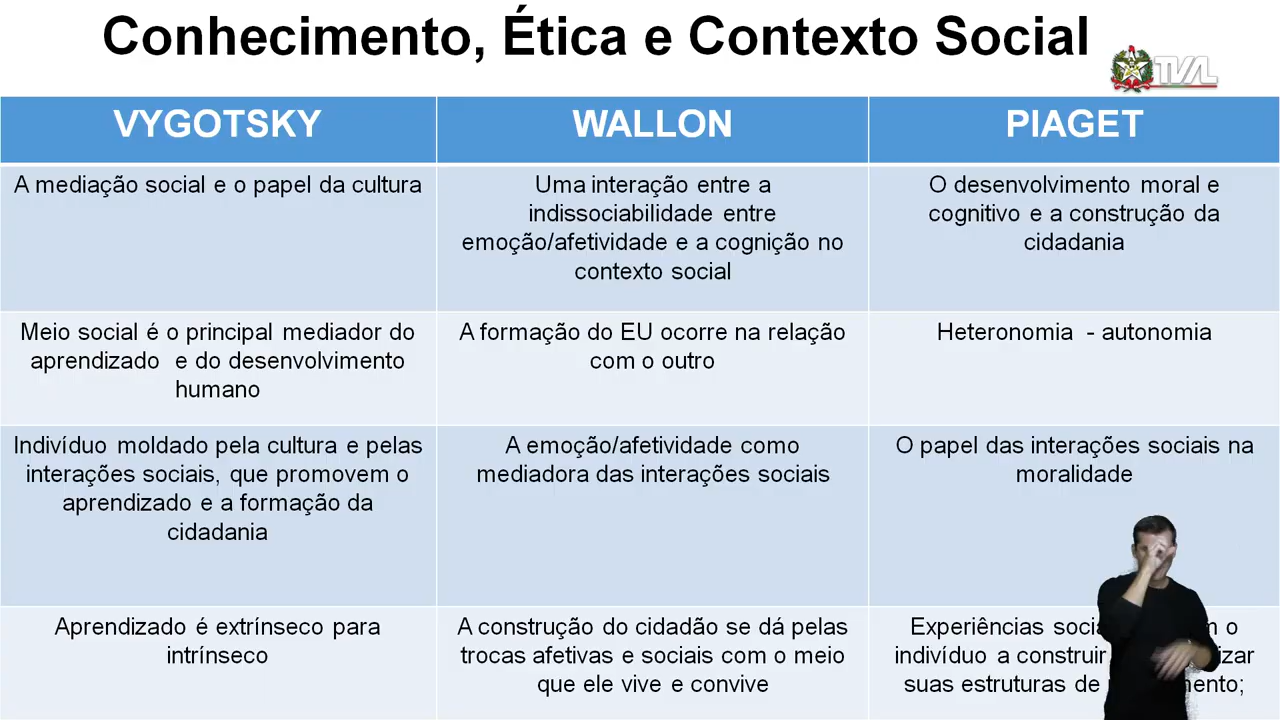 Conhecimento, Ética e Contexto Social
TVAL
VYGOTSKY
WALLON
PIAGET
A mediação social e o papel da cultura
Uma interação entre a
indissociabilidade entre
emoção/afetividade e a cognição no
contexto social
O desenvolvimento moral e
cognitivo e a construção da
cidadania
Meio social é o principal mediador do
aprendizado e do desenvolvimento
humano
A formação do EU ocorre na relação
com o outro
Heteronomia - autonomia
Indivíduo moldado pela cultura e pelas
interações sociais, que promovem o
aprendizado e a formação da
cidadania
A emoção/afetividade como
mediadora das interações sociais
O papel das interações sociais na
moralidade
Aprendizado é extrínseco para
intrínseco
A construção do cidadão se dá pelas
trocas afetivas e sociais com o meio
que ele vive e convive
Experiências o
indivíduo a construir
suas estruturas de